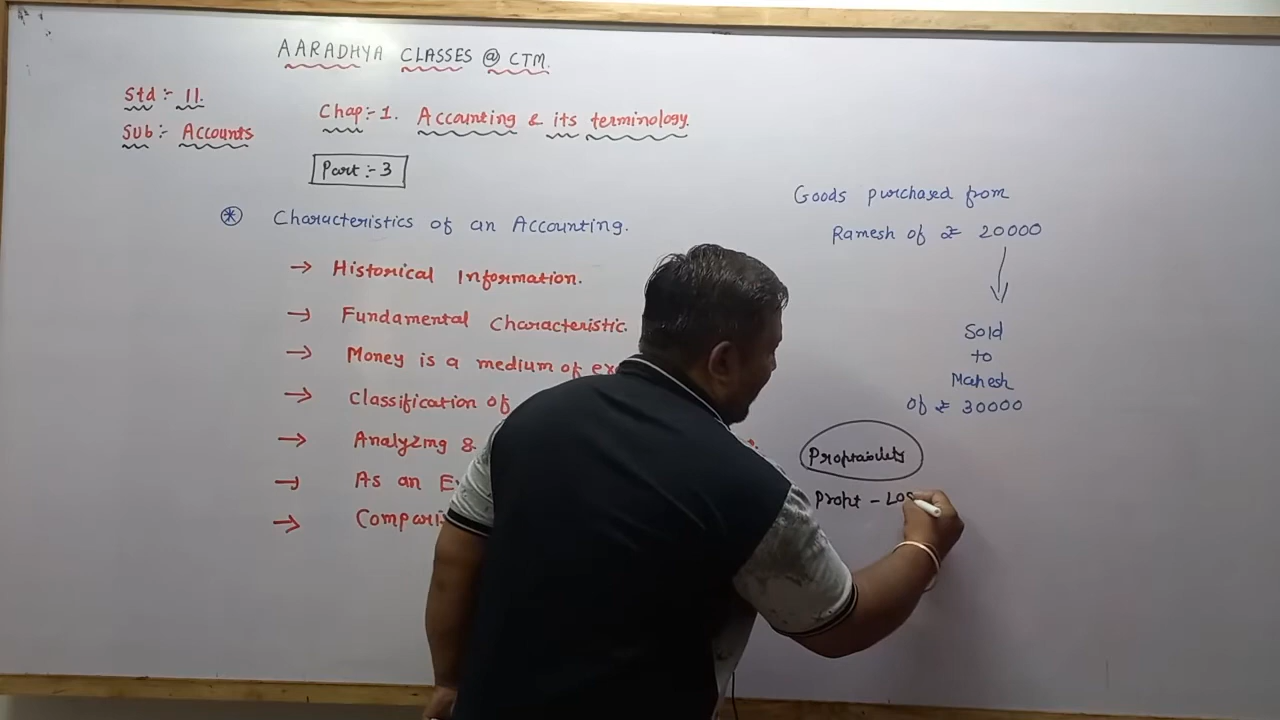 AARADHYA CLASSES @ CTM.
Std :- 11.
Sub :- Accounts
Chap :- 1. Accounting & its terminology.
Part :- 3
⊛ Characteristics of an Accounting.
→ Historical Information.
→ Fundamental Characteristic.
→ Money is a medium of ex
→ Classification of
→ Analyzing &
→ As an E
→ Compari
Goods purchased from
Ramesh of ₹ 20000
↓
Sold
to
Mahesh
of ₹ 30000
Profit - Los